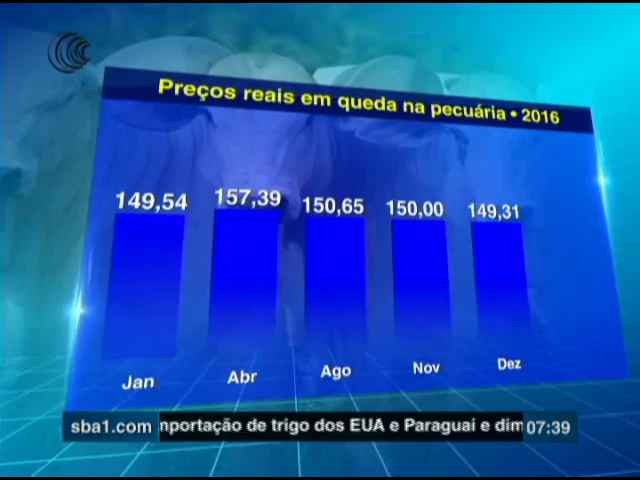 Preços reais em queda na pecuária • 2016
149,54 157,39 150,65 150,00 149,31
Jan Abr Ago Nov Dez
sba1.com nportação de trigo dos EUA e Paraguai e dim 07:39